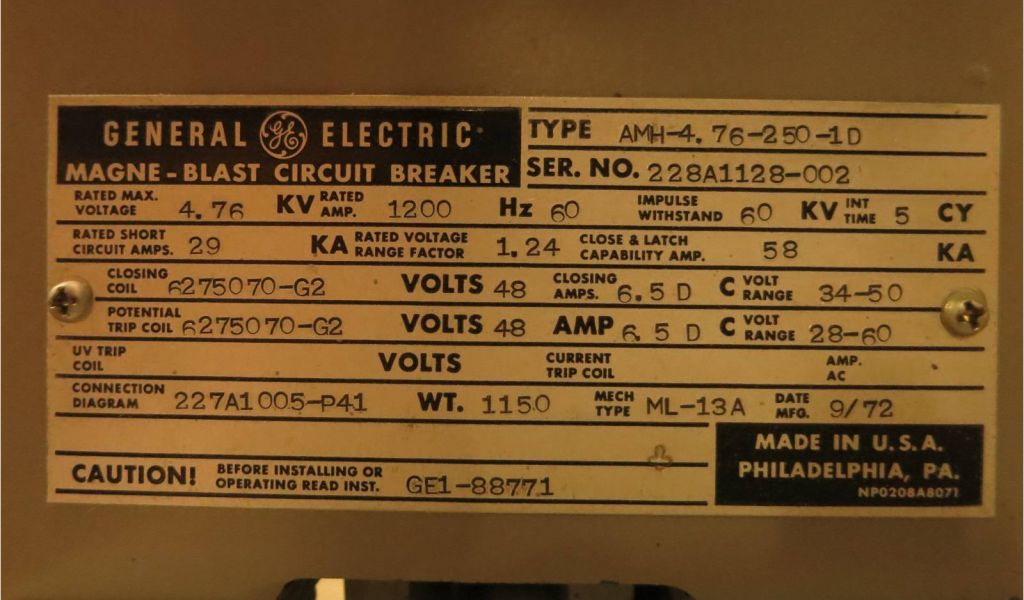 GENERAL GE ELECTRIC
MAGNE-BLAST CIRCUIT BREAKER
TYPE AMH-4.76-250-1D
SER. NO. 228A1128-002
RATED MAX. VOLTAGE 4.76 KV RATED AMP. 1200 Hz 60 IMPULSE WITHSTAND 60 KV INT TIME 5 CY
RATED SHORT CIRCUIT AMPS. 29 KA RATED VOLTAGE RANGE FACTOR 1.24 CLOSE & LATCH CAPABILITY AMP. 58 KA
CLOSING COIL 6275070-G2 VOLTS 48 CLOSING AMPS. 6.5 D C VOLT RANGE 34-50
POTENTIAL TRIP COIL 6275070-G2 VOLTS 48 AMP 6.5 D C VOLT RANGE 28-60
UV TRIP COIL VOLTS CURRENT TRIP COIL AMP. AC
CONNECTION DIAGRAM 227A1005-P41 WT. 1150 MECH TYPE ML-13A DATE MFG. 9/72
CAUTION! BEFORE INSTALLING OR OPERATING READ INST. GE1-88771
MADE IN U.S.A.
PHILADELPHIA, PA.
NP0208A8071